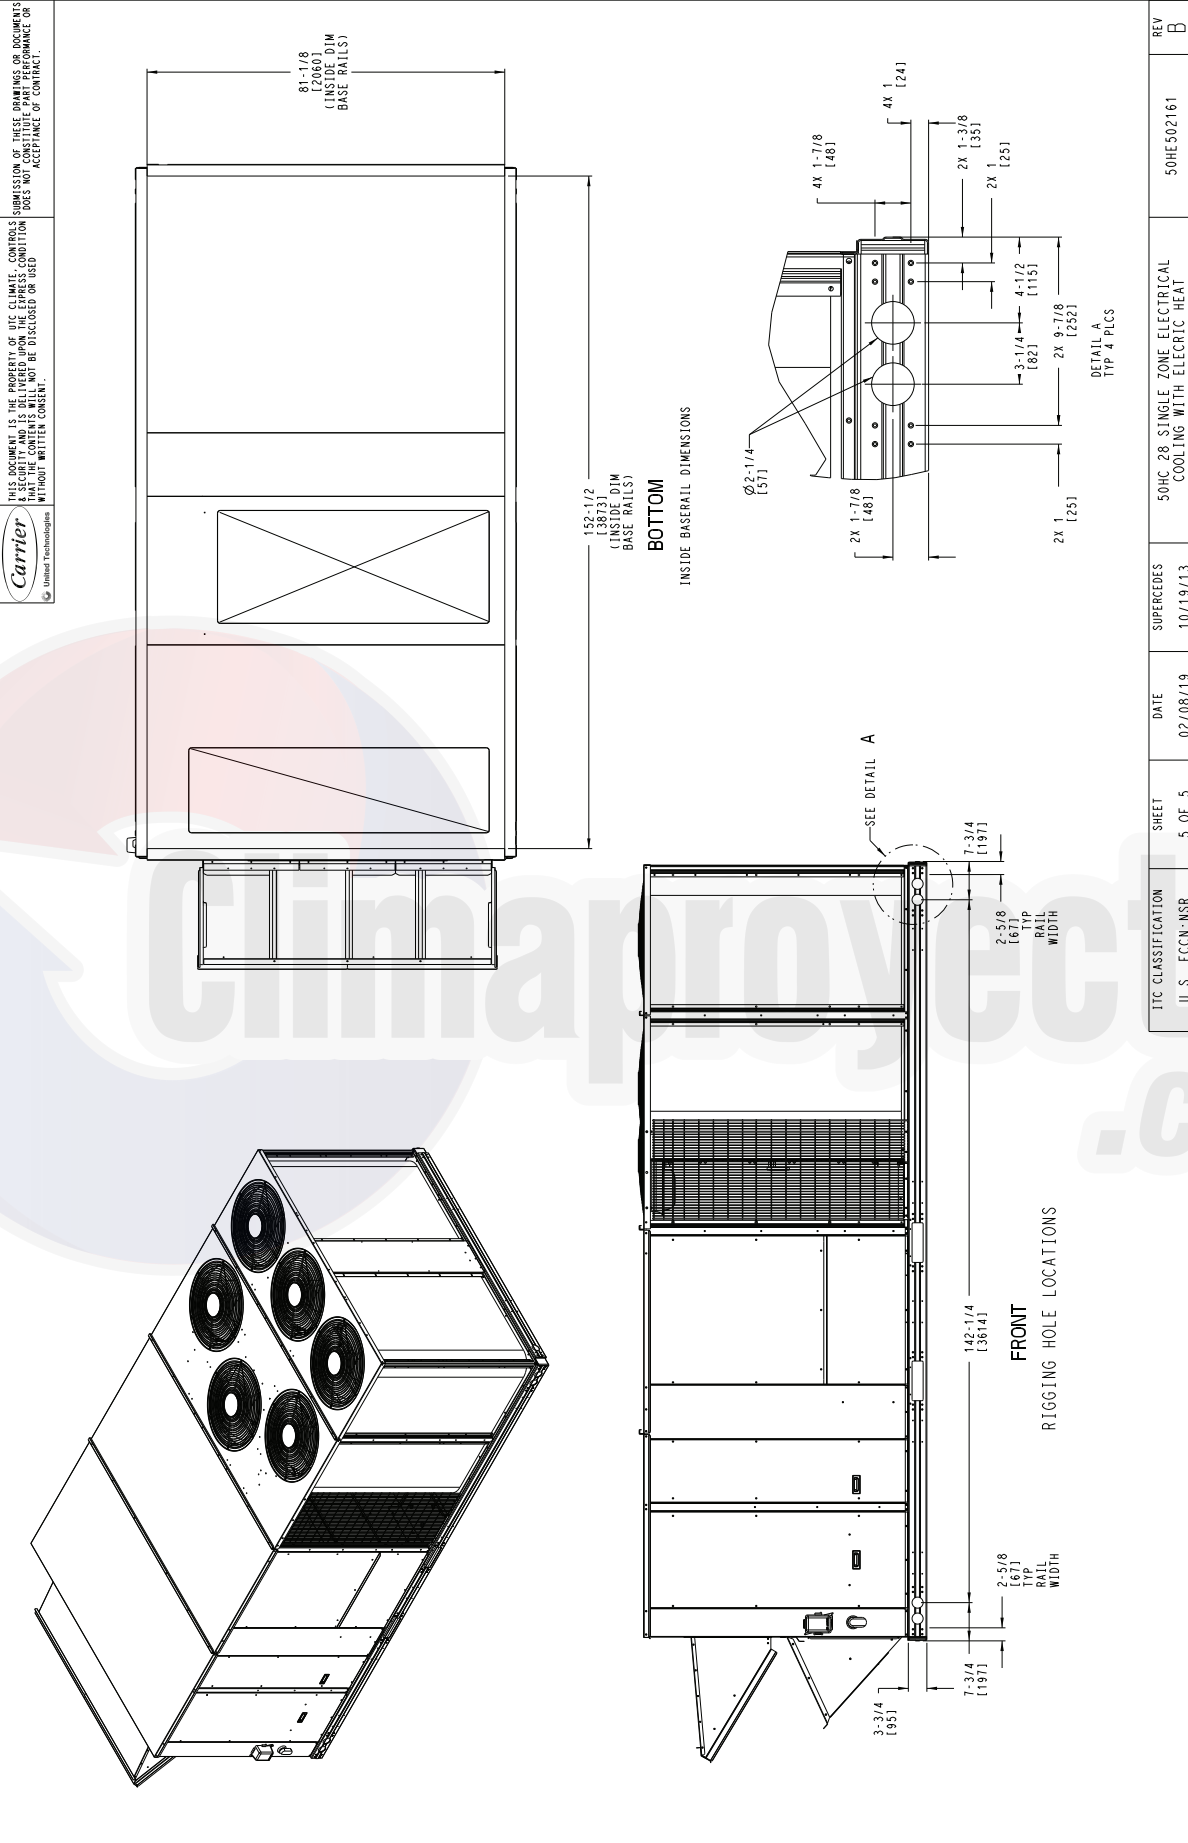 Carrier
United Technologies
THIS DOCUMENT IS THE PROPERTY OF UTC CLIMATE, CONTROLS
& SECURITY AND IS DELIVERED UPON THE EXPRESS CONDITION
THAT THE CONTENTS WILL NOT BE DISCLOSED OR USED
WITHOUT WRITTEN CONSENT.
SUBMISSION OF THESE DRAWINGS OR DOCUMENTS
DOES NOT CONSTITUTE PART PERFORMANCE OR
ACCEPTANCE OF CONTRACT.
81-1/8
[2060]
(INSIDE DIM
BASE RAILS)
152-1/2
[3873]
(INSIDE DIM
BASE RAILS)
BOTTOM
INSIDE BASERAIL DIMENSIONS
4X 1-7/8
[48]
4X 1
[24]
2X 1-3/8
[35]
2X 1
[25]
4-1/2
[115]
3-1/4
[82]
2X 9-7/8
[252]
Ø2-1/4
[57]
2X 1-7/8
[48]
2X 1
[25]
DETAIL A
TYP 4 PLCS
SEE DETAIL A
7-3/4
[197]
2-5/8
[67]
TYP
RAIL
WIDTH
142-1/4
[3614]
2-5/8
[67]
TYP
RAIL
WIDTH
7-3/4
[197]
3-3/4
[95]
FRONT
RIGGING HOLE LOCATIONS
ITC CLASSIFICATION
U.S. ECCN:NSR
SHEET
5 OF 5
DATE
02/08/19
SUPERCEDES
10/19/13
50HC 28 SINGLE ZONE ELECTRICAL
COOLING WITH ELECRIC HEAT
50HE502161
REV
B
Climaproyect
.c